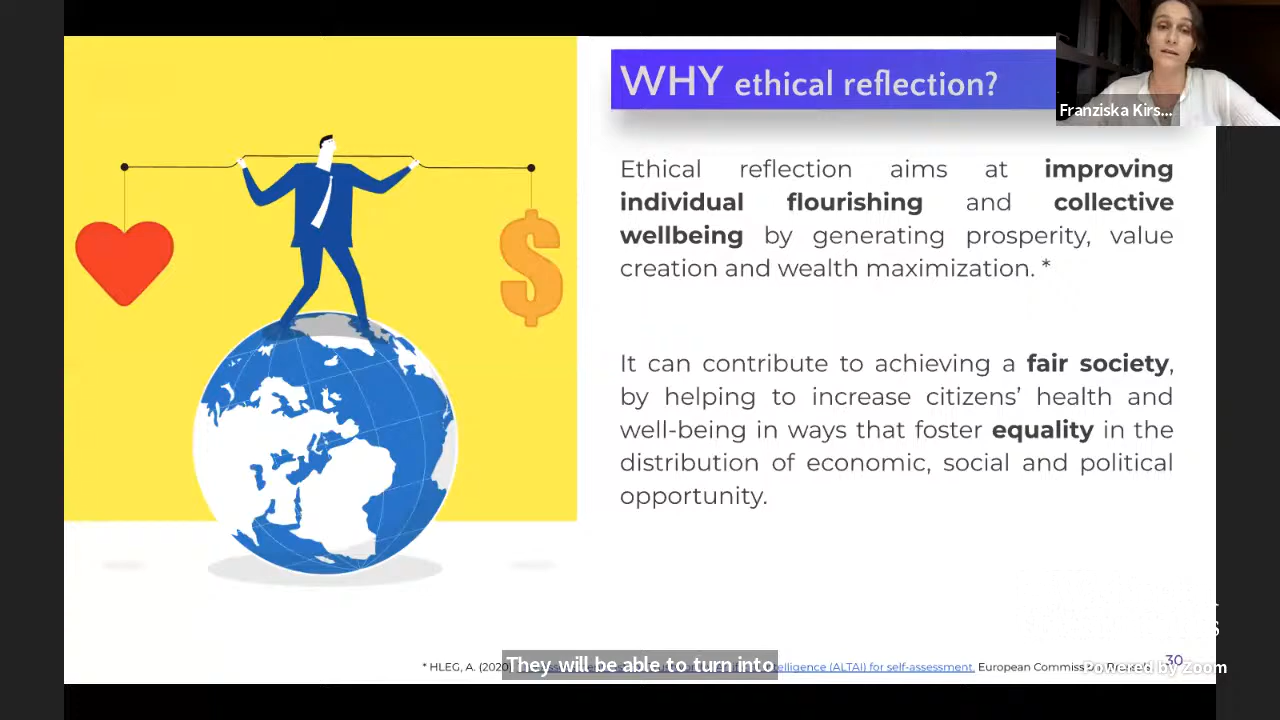 WHY ethical reflection?
Franziska Kirs...
Ethical reflection aims at improving
individual flourishing and collective
wellbeing by generating prosperity, value
creation and wealth maximization. *
It can contribute to achieving a fair society,
by helping to increase citizens’ health and
well-being in ways that foster equality in the
distribution of economic, social and political
opportunity.
$
* HLEG, A. (2020) telligence (ALTAI) for self-assessment. European Commission 30
They will be able to turn into
Powered by Zoom